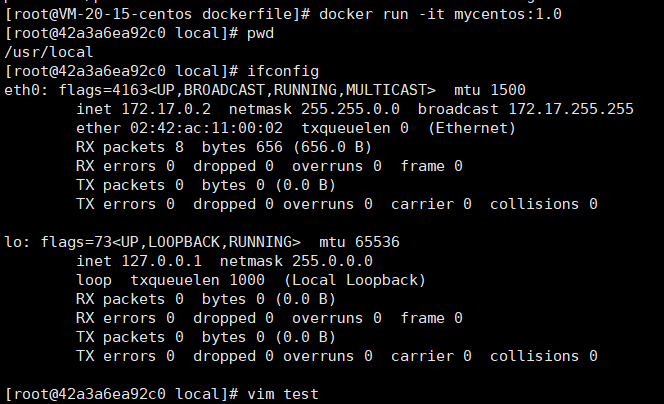 [root@VM-20-15-centos dockerfile]# docker run -it mycentos:1.0
[root@42a3a6ea92c0 local]# pwd
/usr/local
[root@42a3a6ea92c0 local]# ifconfig
eth0: flags=4163<UP,BROADCAST,RUNNING,MULTICAST>  mtu 1500
        inet 172.17.0.2  netmask 255.255.0.0  broadcast 172.17.255.255
        ether 02:42:ac:11:00:02  txqueuelen 0  (Ethernet)
        RX packets 8  bytes 656 (656.0 B)
        RX errors 0  dropped 0  overruns 0  frame 0
        TX packets 0  bytes 0 (0.0 B)
        TX errors 0  dropped 0 overruns 0  carrier 0  collisions 0

lo: flags=73<UP,LOOPBACK,RUNNING>  mtu 65536
        inet 127.0.0.1  netmask 255.0.0.0
        loop  txqueuelen 1000  (Local Loopback)
        RX packets 0  bytes 0 (0.0 B)
        RX errors 0  dropped 0  overruns 0  frame 0
        TX packets 0  bytes 0 (0.0 B)
        TX errors 0  dropped 0 overruns 0  carrier 0  collisions 0

[root@42a3a6ea92c0 local]# vim test